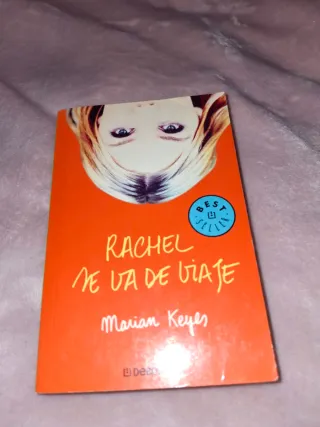 BEST
SELLER
RACHEL
SE VA DE VIAJE
Marian Keyes